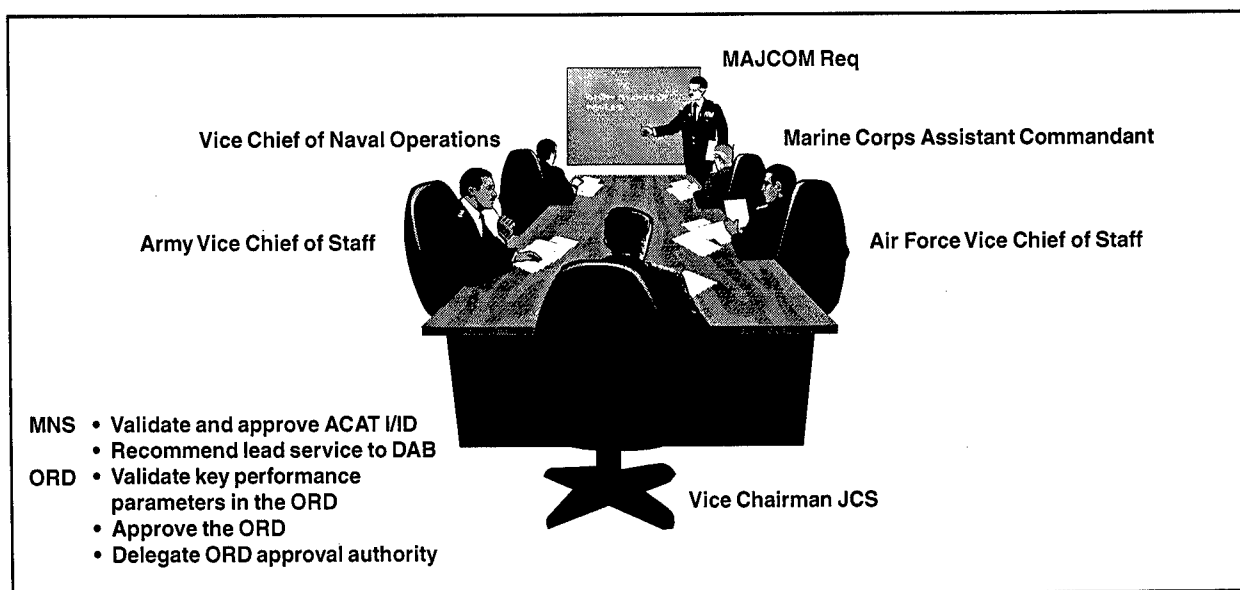 MAJCOM Req
Vice Chief of Naval Operations
Marine Corps Assistant Commandant
Army Vice Chief of Staff
Air Force Vice Chief of Staff
MNS • Validate and approve ACAT I/ID
• Recommend lead service to DAB
ORD • Validate key performance
parameters in the ORD
• Approve the ORD
• Delegate ORD approval authority
Vice Chairman JCS